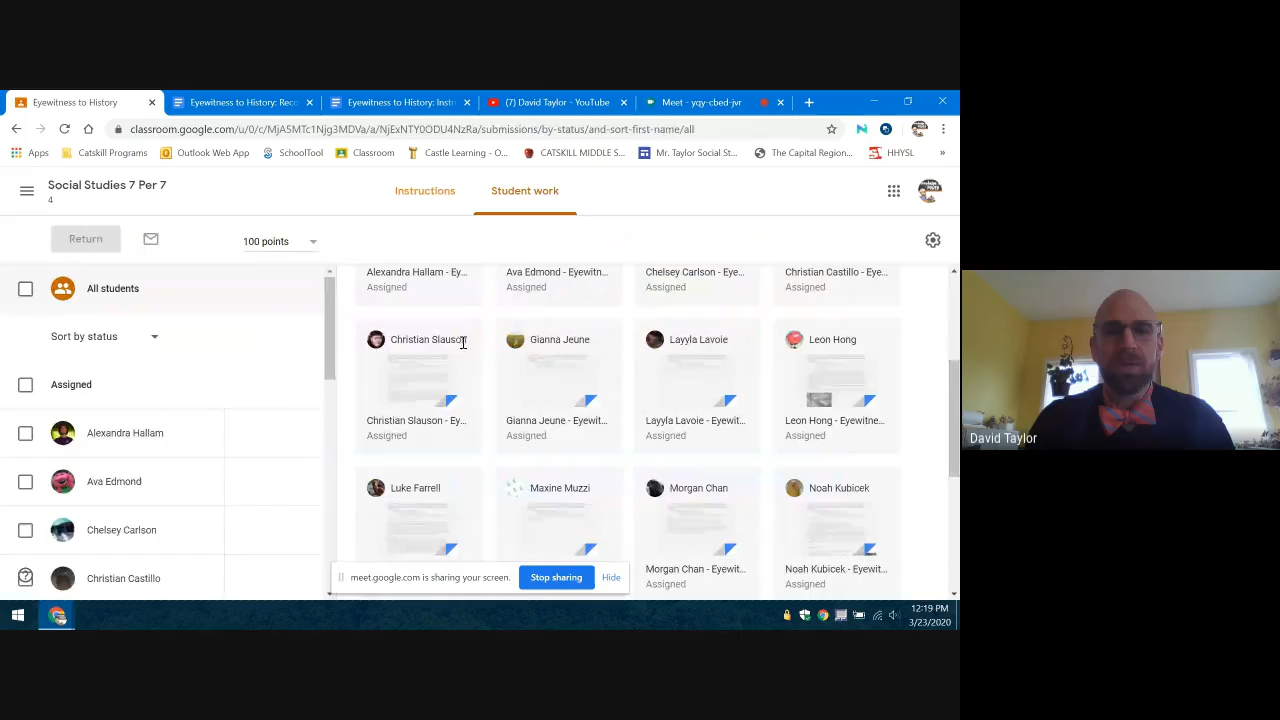 Eyewitness to History
Eyewitness to History: Reco
Eyewitness to History: Instr
(7) David Taylor - YouTube
Meet - yqy-cbed-jvr
classroom.google.com/u/0/c/MjA5MTc1Njg3MDVa/a/NjExNTY0ODU4NzRa/submissions/by-status/and-sort-first-name/all
Apps
Catskill Programs
Outlook Web App
SchoolTool
Classroom
Castle Learning - O...
CATSKILL MIDDLE S...
Mr. Taylor Social St...
The Capital Region...
HHYSL
»
Social Studies 7 Per 7
4
Instructions
Student work
Return
100 points
All students
Sort by status
Assigned
Alexandra Hallam
Ava Edmond
Chelsey Carlson
Christian Castillo
Alexandra Hallam - Ey...
Assigned
Ava Edmond - Eyewitn...
Assigned
Chelsey Carlson - Eye...
Assigned
Christian Castillo - Eye...
Assigned
Christian Slauson
Christian Slauson - Ey...
Assigned
Gianna Jeune
Gianna Jeune - Eyewit...
Assigned
Layyla Lavoie
Layyla Lavoie - Eyewit...
Assigned
Leon Hong
Leon Hong - Eyewitne...
Assigned
Luke Farrell
Maxine Muzzi
Morgan Chan
Morgan Chan - Eyewit...
Assigned
Noah Kubicek
Noah Kubicek - Eyewit...
Assigned
meet.google.com is sharing your screen.
Stop sharing
Hide
12:19 PM
3/23/2020
David Taylor